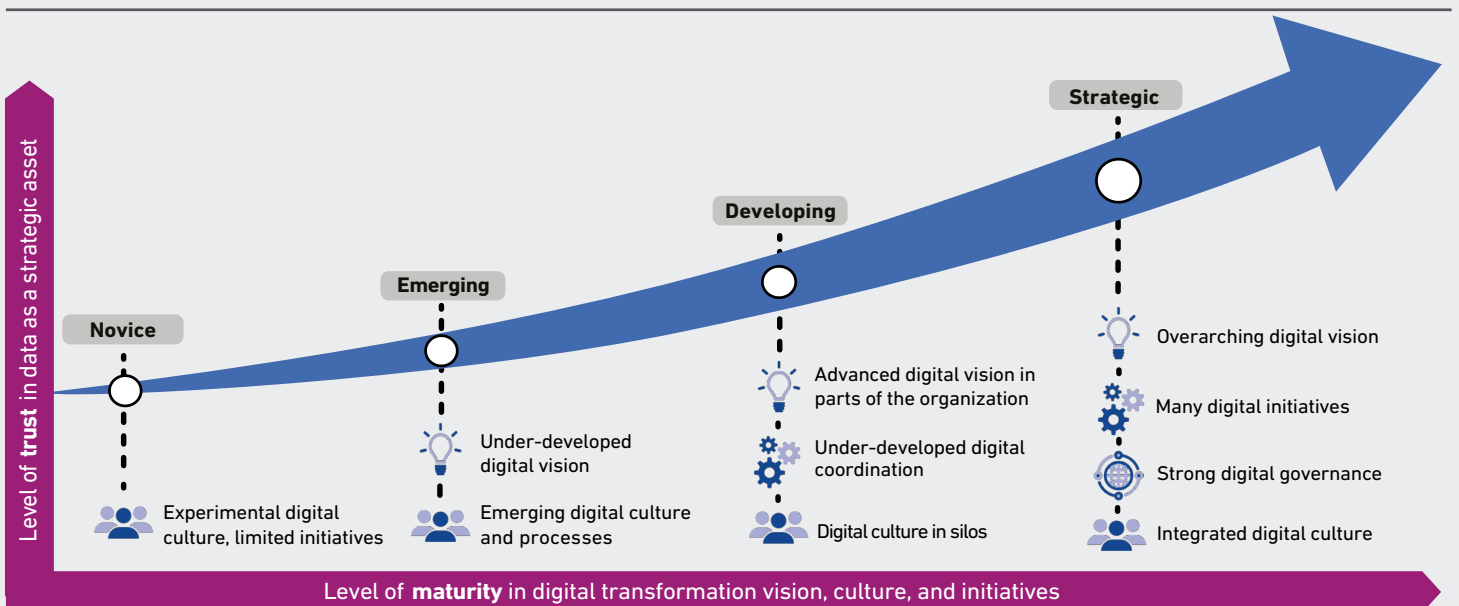 Level of trust in data as a strategic asset
Novice
Experimental digital
culture, limited initiatives
Emerging
Under-developed
digital vision
Emerging digital culture
and processes
Developing
Advanced digital vision in
parts of the organization
Under-developed digital
coordination
Digital culture in silos
Strategic
Overarching digital vision
Many digital initiatives
Strong digital governance
Integrated digital culture
Level of maturity in digital transformation vision, culture, and initiatives